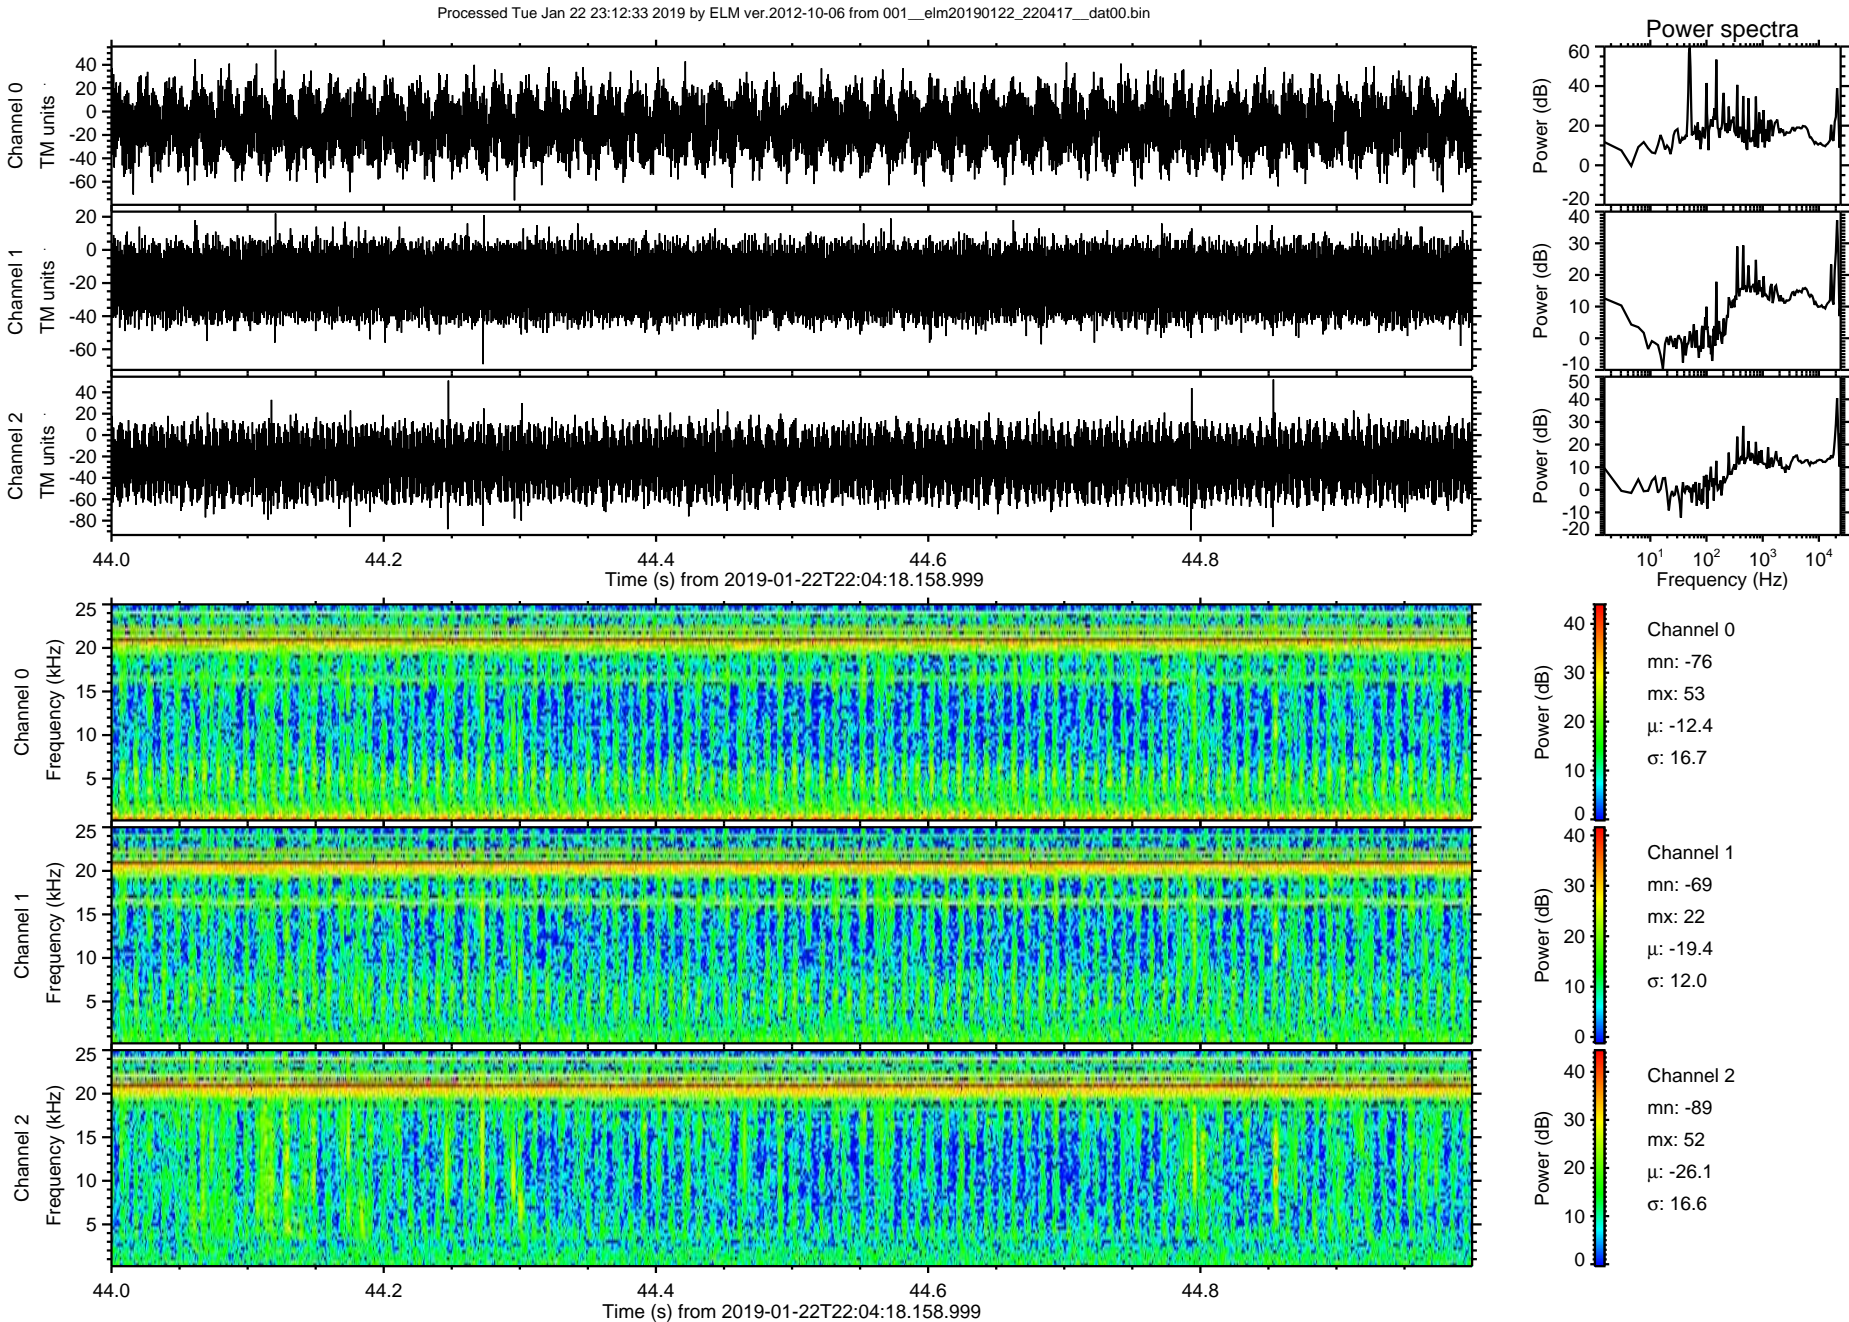 Processed Tue Jan 22 23:12:33 2019 by ELM ver.2012-10-06 from 001__elm20190122_220417__dat00.bin
Power spectra
Channel 0
TM units
40
20
0
-20
-40
-60
Power (dB)
60
40
20
0
-20
Channel 1
TM units
20
0
-20
-40
-60
Power (dB)
40
30
20
10
0
-10
Channel 2
TM units
40
20
0
-20
-40
-60
-80
Power (dB)
50
40
30
20
10
0
-10
-20
44.0 44.2 44.4 44.6 44.8
Time (s) from 2019-01-22T22:04:18.158.999
10^1 10^2 10^3 10^4
Frequency (Hz)
Channel 0
Frequency (kHz)
25
20
15
10
5
Power (dB)
40
30
20
10
0
Channel 0
mn: -76
mx: 53
μ: -12.4
σ: 16.7
Channel 1
Frequency (kHz)
25
20
15
10
5
Power (dB)
40
30
20
10
0
Channel 1
mn: -69
mx: 22
μ: -19.4
σ: 12.0
Channel 2
Frequency (kHz)
25
20
15
10
5
Power (dB)
40
30
20
10
0
Channel 2
mn: -89
mx: 52
μ: -26.1
σ: 16.6
44.0 44.2 44.4 44.6 44.8
Time (s) from 2019-01-22T22:04:18.158.999